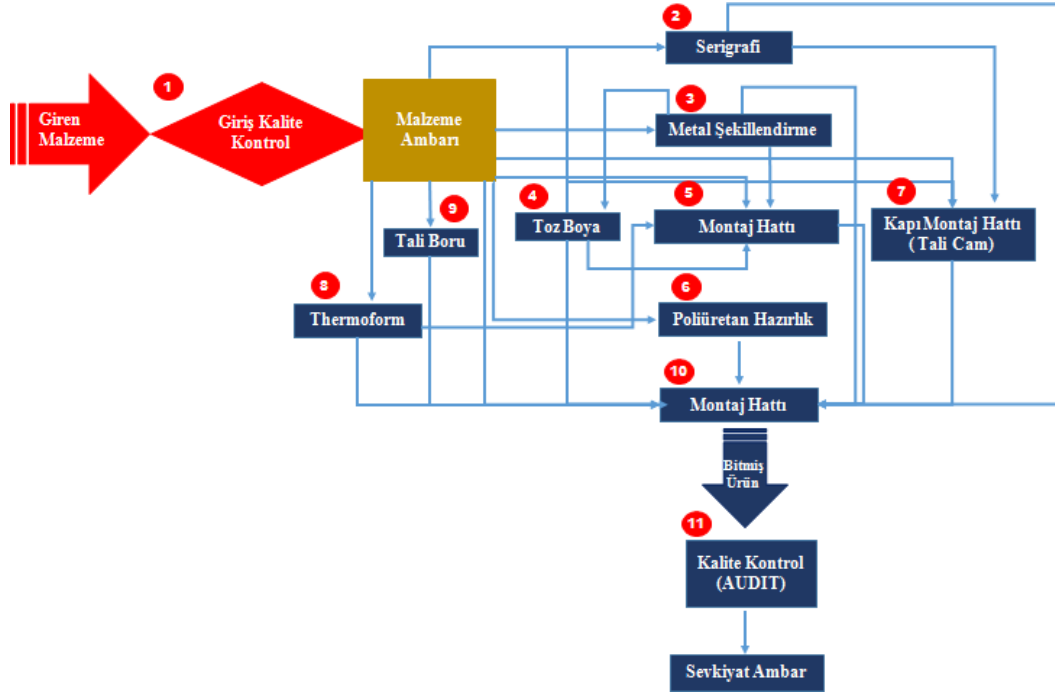 2
Serigrafi
1
Giren
Malzeme
Giriş Kalite
Kontrol
Malzeme
Ambarı
3
Metal Şekillendirme
9
Tali Boru
4
Toz Boya
5
Montaj Hattı
7
Kapı Montaj Hattı
( Tali Cam)
8
Thermoform
6
Poliüretan Hazırlık
10
Montaj Hattı
Bitmiş
Ürün
11
Kalite Kontrol
(AUDIT)
Sevkiyat Ambar